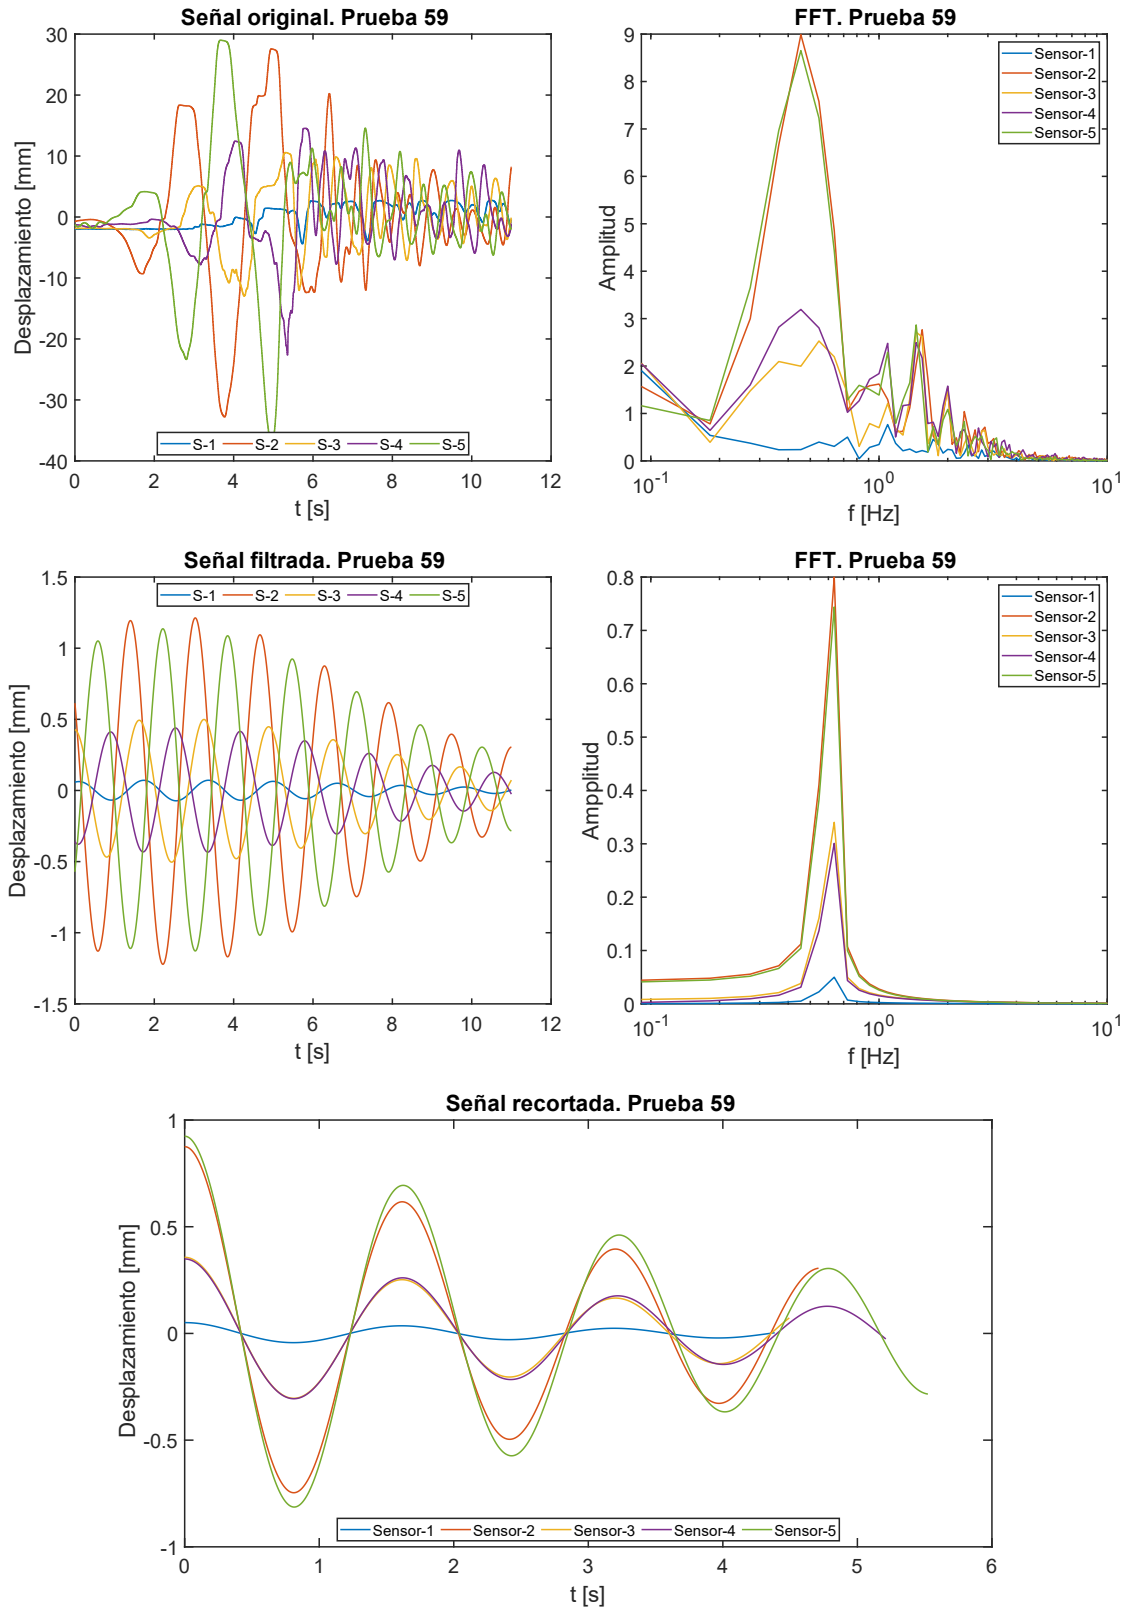 Señal original. Prueba 59
30
20
10
0
-10
-20
-30
-40
Desplazamiento [mm]
S-1 S-2 S-3 S-4 S-5
0 2 4 6 8 10 12
t [s]
FFT. Prueba 59
9
8
7
6
5
4
3
2
1
0
Amplitud
Sensor-1
Sensor-2
Sensor-3
Sensor-4
Sensor-5
10-1 100 101
f [Hz]
Señal filtrada. Prueba 59
1.5
1
0.5
0
-0.5
-1
-1.5
Desplazamiento [mm]
S-1 S-2 S-3 S-4 S-5
0 2 4 6 8 10 12
t [s]
FFT. Prueba 59
0.8
0.7
0.6
0.5
0.4
0.3
0.2
0.1
0
Ampplitud
Sensor-1
Sensor-2
Sensor-3
Sensor-4
Sensor-5
10-1 100 101
f [Hz]
Señal recortada. Prueba 59
1
0.5
0
-0.5
-1
Desplazamiento [mm]
Sensor-1 Sensor-2 Sensor-3 Sensor-4 Sensor-5
0 1 2 3 4 5 6
t [s]